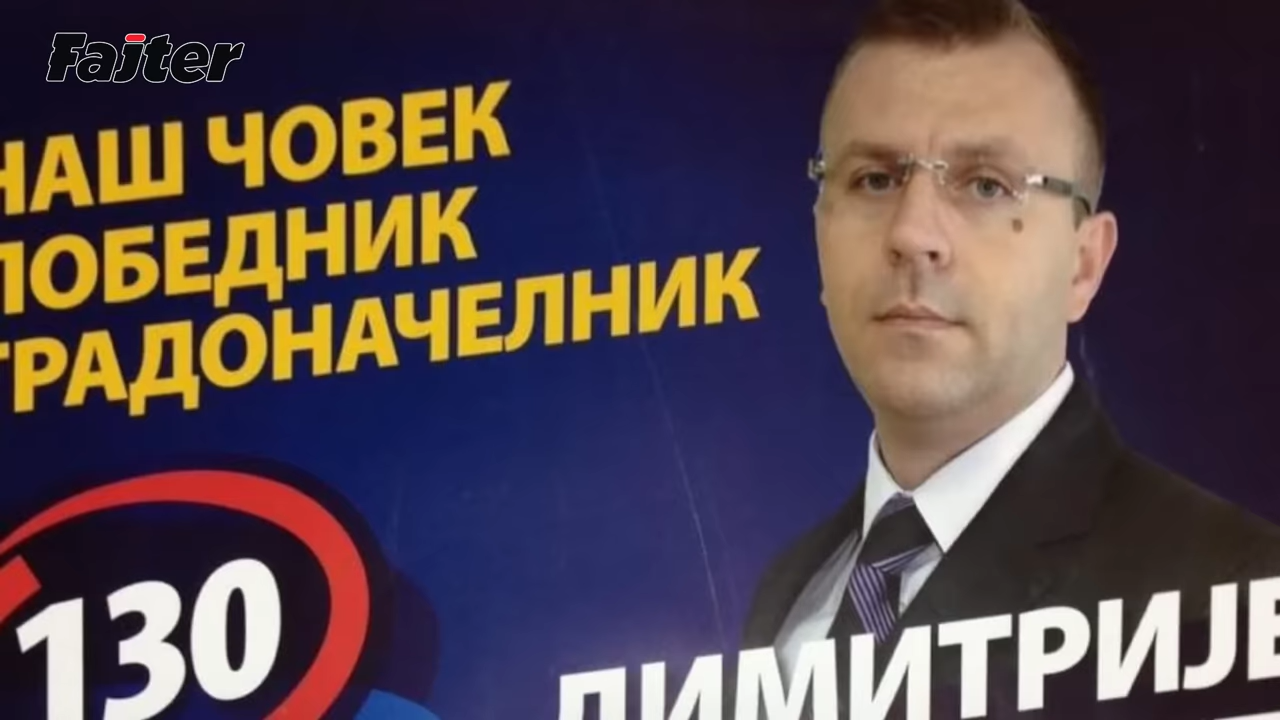 Fajter
НАШ ЧОВЕК
ПОБЕДНИК
ГРАДОНАЧЕЛНИК
130
ДИМИТРИЈЕ